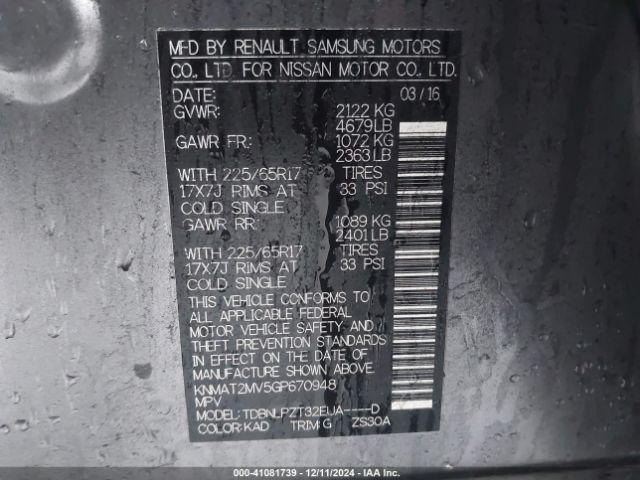 MFD BY RENAULT SAMSUNG MOTORS
CO., LTD. FOR NISSAN MOTOR CO., LTD.
DATE: 03/16
GVWR: 2122 KG
4679LB
GAWR FR: 1072 KG
2363LB
WITH 225/65R17 TIRES
17X7J RIMS AT 33 PSI
COLD SINGLE
GAWR RR: 1089 KG
2401LB
WITH 225/65R17 TIRES
17X7J RIMS AT 33 PSI
COLD SINGLE
THIS VEHICLE CONFORMS TO
ALL APPLICABLE FEDERAL
MOTOR VEHICLE SAFETY AND
THEFT PREVENTION STANDARDS
IN EFFECT ON THE DATE OF
MANUFACTURE SHOWN ABOVE.
KNMAT2MV5GP670948
MPV
MODEL: TDBNLPZT32EUA----D
COLOR: KAD TRIM: G ZS30A
000-41081739 - 12/11/2024 - IAA Inc.